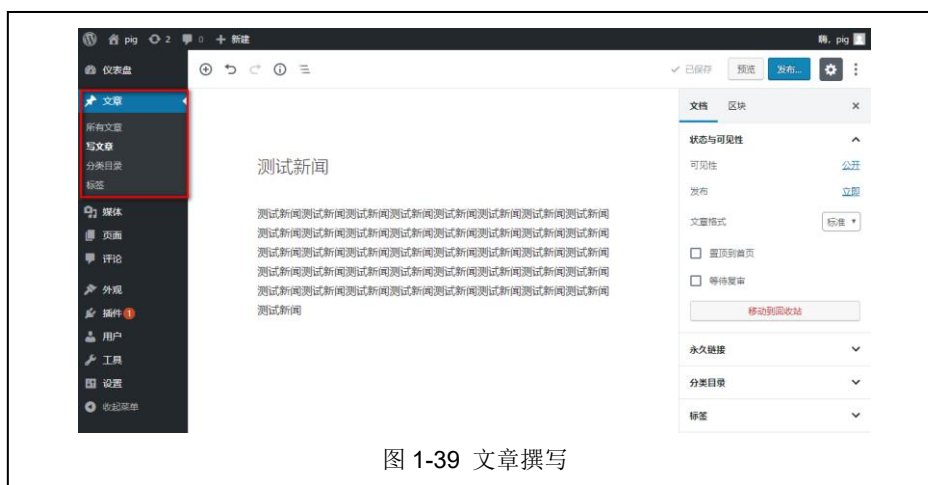 pig 2 0 新建 嗨，pig
仪表盘
已保存 预览 发布...
文章
所有文章
写文章
分类目录
标签
媒体
页面
评论
外观
插件 1
用户
工具
设置
收起菜单
测试新闻
测试新闻测试新闻测试新闻测试新闻测试新闻测试新闻测试新闻测试新闻
测试新闻测试新闻测试新闻测试新闻测试新闻测试新闻测试新闻测试新闻
测试新闻测试新闻测试新闻测试新闻测试新闻测试新闻测试新闻测试新闻
测试新闻测试新闻测试新闻测试新闻测试新闻测试新闻测试新闻测试新闻
测试新闻测试新闻测试新闻测试新闻测试新闻测试新闻测试新闻测试新闻
测试新闻
文档 区块
状态与可见性
可见性 公开
发布 立即
文章格式 标准
置顶到首页
等待复审
移动到回收站
永久链接
分类目录
标签
图 1-39 文章撰写